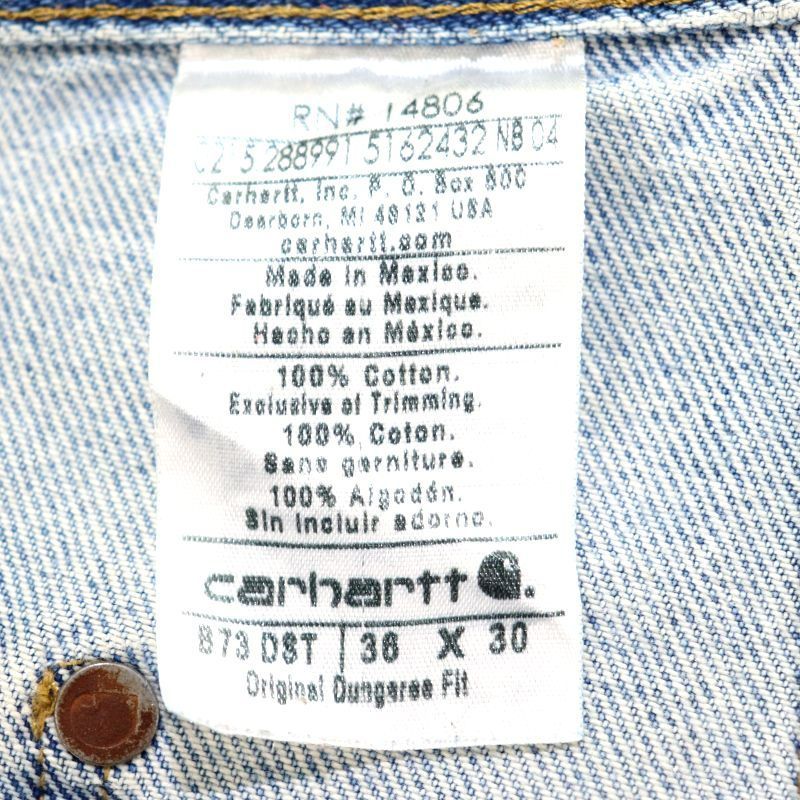 RN# 14806
0215 288991 5162432 NB 04
Carhartt, Inc. P. O. Box 600
Dearborn, MI 48121 USA
carhartt.com
Made in Mexico.
Fabriqué au Mexique.
Hecho en México.
100% Cotton.
Exclusive of Trimming.
100% Coton.
Sans garniture.
100% Algodón.
Sin incluir adorno.
carhartt
B73 DST | 36 X 30
Original Dungaree Fit